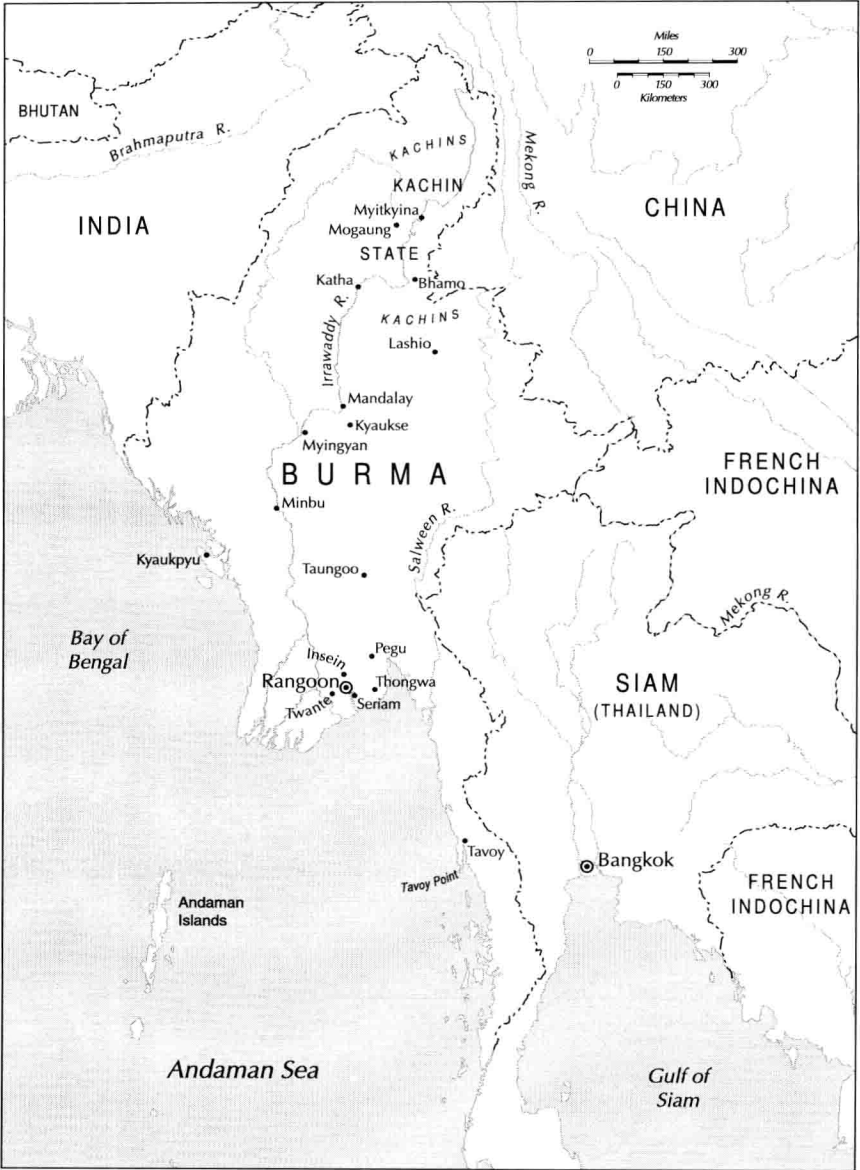 Miles
0 150 300
0 150 300
Kilometers
BHUTAN
Brahmaputra R.
KACHINS
Mekong R.
KACHIN
CHINA
INDIA
Myitkyina
Mogaung
STATE
Katha
Bhamo
Irrawaddy R.
KACHINS
Lashio
Mandalay
Kyaukse
Myingyan
BURMA
FRENCH
INDOCHINA
Minbu
Salween R.
Kyaukpyu
Taungoo
Mekong R.
Bay of
Bengal
Pegu
Insein
Rangoon
Thongwa
Twante
Seriam
SIAM
(THAILAND)
Tavoy
Bangkok
Tavoy Point
FRENCH
INDOCHINA
Andaman
Islands
Andaman Sea
Gulf of
Siam